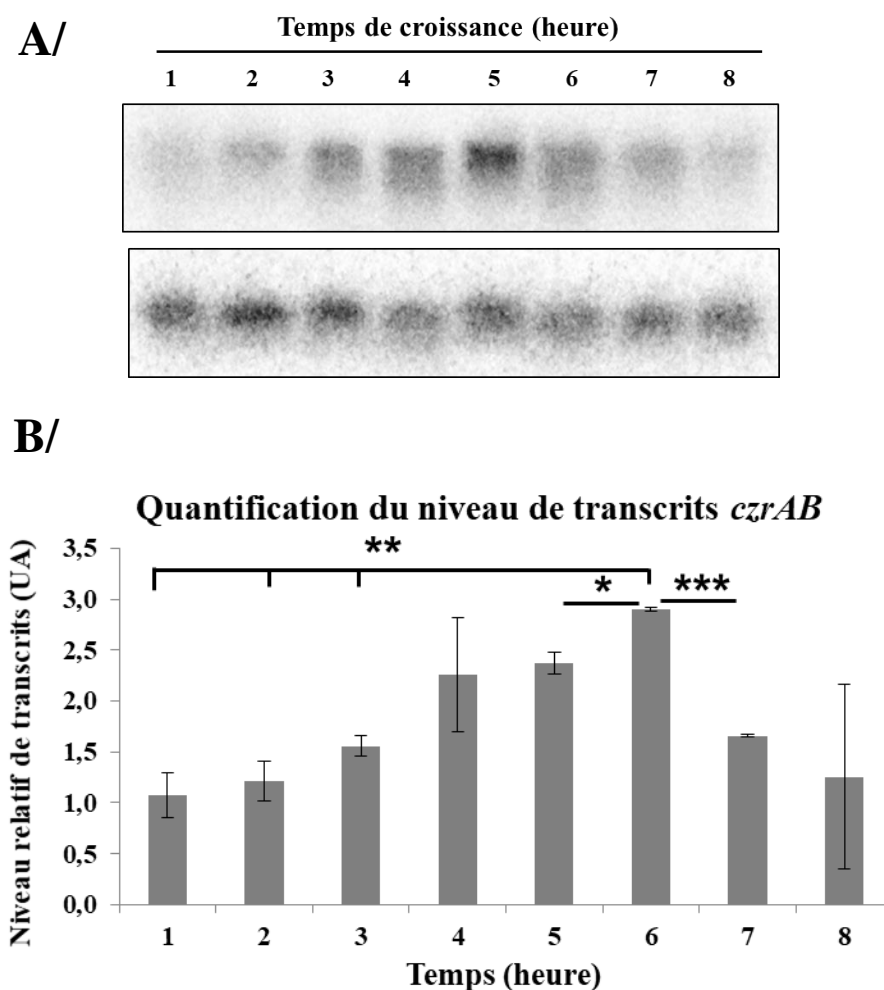 A/
Temps de croissance (heure)
1 2 3 4 5 6 7 8
B/
Quantification du niveau de transcrits czrAB
Niveau relatif de transcrits (UA)
3,5
3,0
2,5
2,0
1,5
1,0
0,5
0,0
** 
* ***
1 2 3 4 5 6 7 8
Temps (heure)